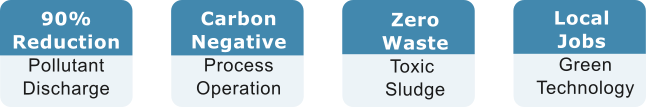 90%
Reduction
Pollutant
Discharge
Carbon
Negative
Process
Operation
Zero
Waste
Toxic
Sludge
Local
Jobs
Green
Technology